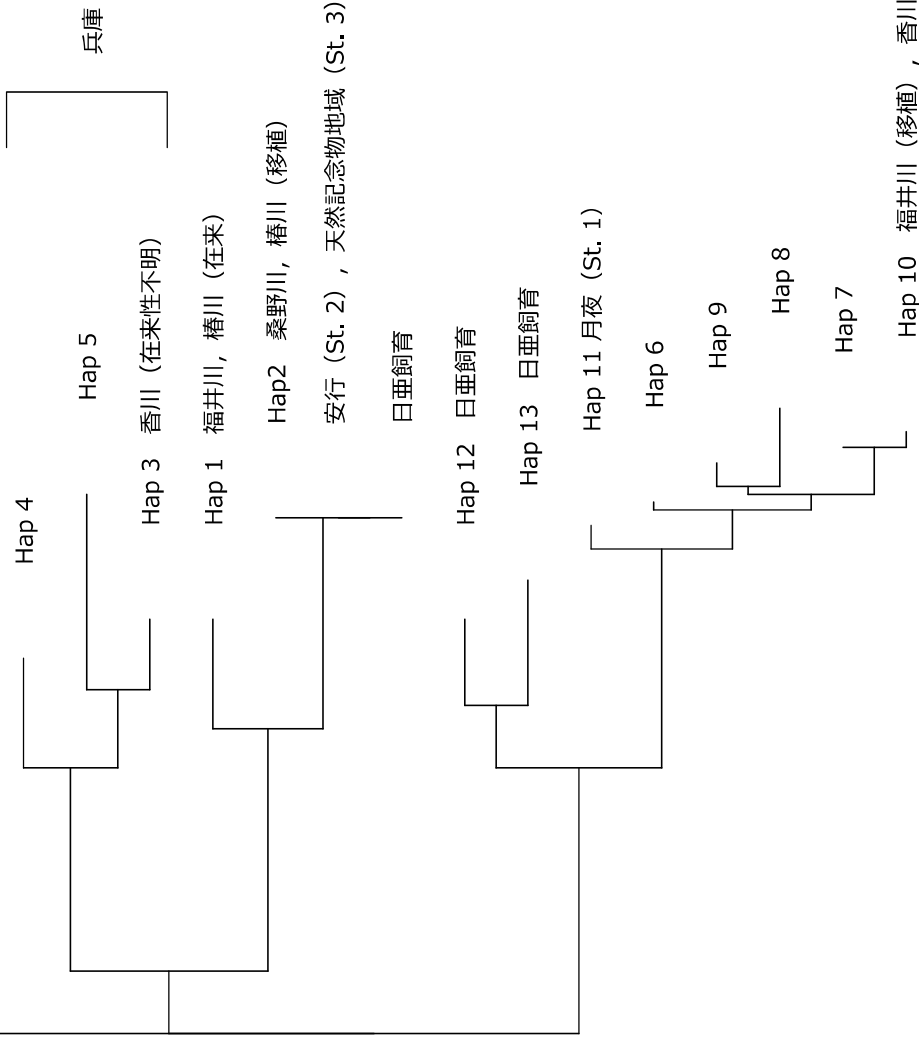 兵庫
Hap 4
Hap 5
Hap 3　香川（在来性不明）
Hap 1　福井川，椿川（在来）
Hap2　桑野川，椿川（移植）
安行（St. 2），天然記念物地域（St. 3）
日亜飼育
Hap 12　日亜飼育
Hap 13　日亜飼育
Hap 11 月夜（St. 1）
Hap 6
Hap 9
Hap 8
Hap 7
Hap 10　福井川（移植），香川